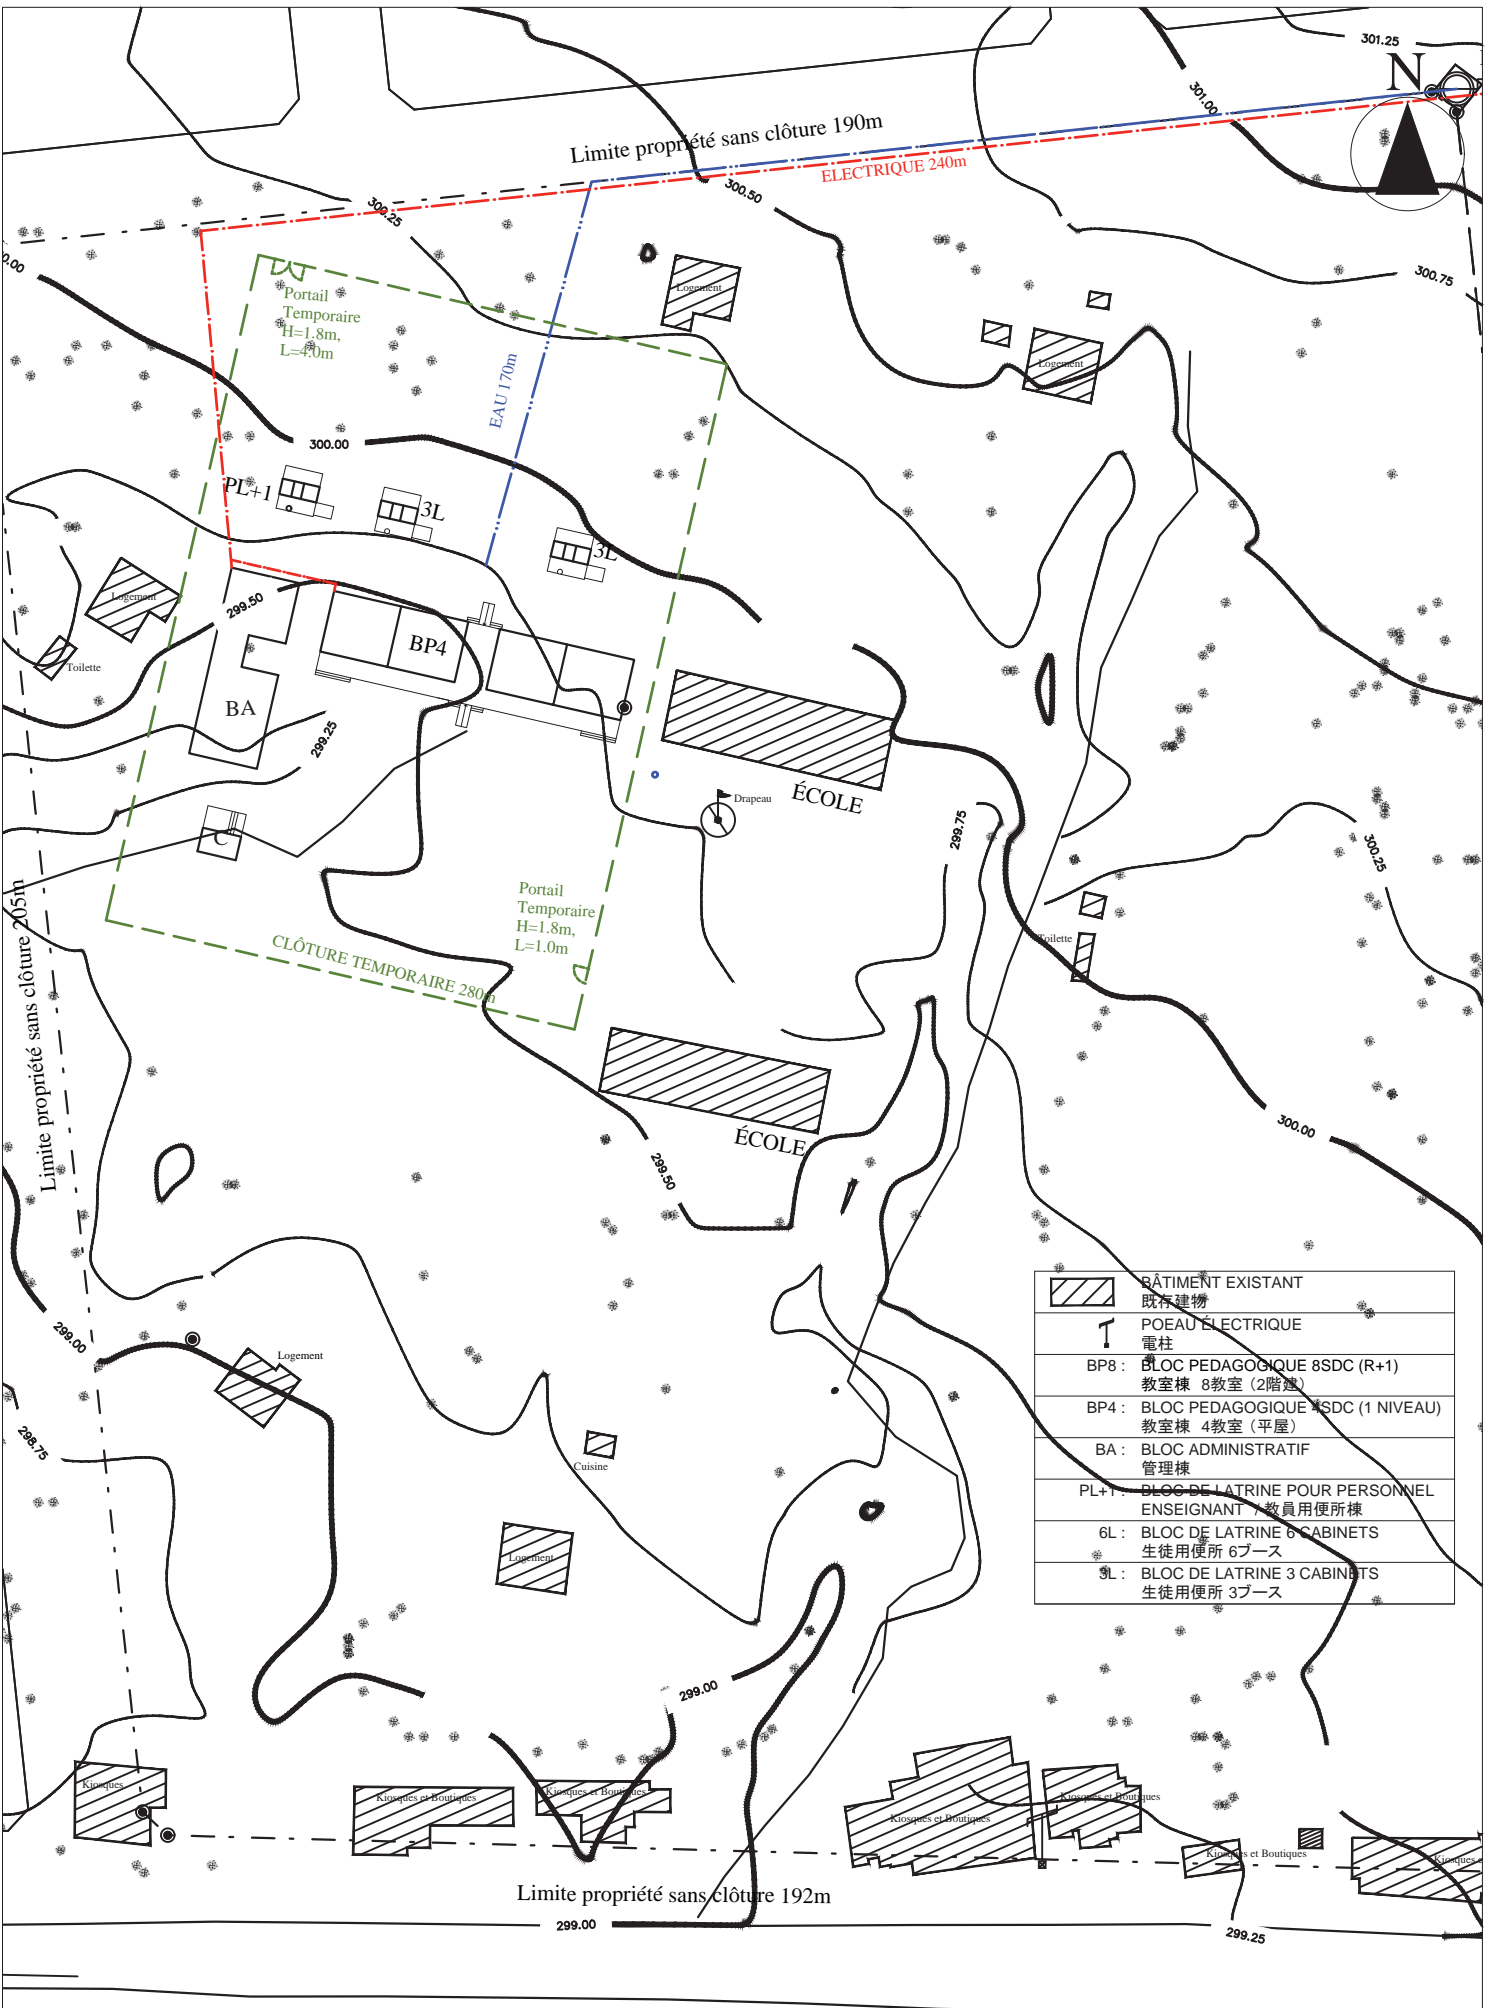 301.25
N
301.00
Limite propriété sans clôture 190m
ELECTRIQUE 240m
300.50
300.25
300.75
Logement
Portail
Temporaire
H=1.8m,
L=4.0m
EAU 170m
Logement
300.00
PL+1
3L
3L
Logement
299.50
BP4
Toilette
BA
299.25
Drapeau
ÉCOLE
299.75
C
300.25
Portail
Temporaire
H=1.8m,
L=1.0m
Toilette
CLÔTURE TEMPORAIRE 280m
Limite propriété sans clôture 205m
ÉCOLE
300.00
299.50
BÂTIMENT EXISTANT
既存建物
POEAU ÉLECTRIQUE
電柱
BP8 : BLOC PEDAGOGIQUE 8SDC (R+1)
教室棟 8教室（2階建）
BP4 : BLOC PEDAGOGIQUE 4SDC (1 NIVEAU)
教室棟 4教室（平屋）
BA : BLOC ADMINISTRATIF
管理棟
PL+1 : BLOC DE LATRINE POUR PERSONNEL
ENSEIGNANT / 教員用便所棟
6L : BLOC DE LATRINE 6 CABINETS
生徒用便所 6ブース
3L : BLOC DE LATRINE 3 CABINETS
生徒用便所 3ブース
299.00
Logement
298.75
Cuisine
Logement
299.00
Kiosques
Kiosques et Boutiques
Kiosques et Boutiques
Kiosques et Boutiques
Kiosques et Boutiques
Kiosques et Boutiques
Kiosques
Limite propriété sans clôture 192m
299.00
299.25